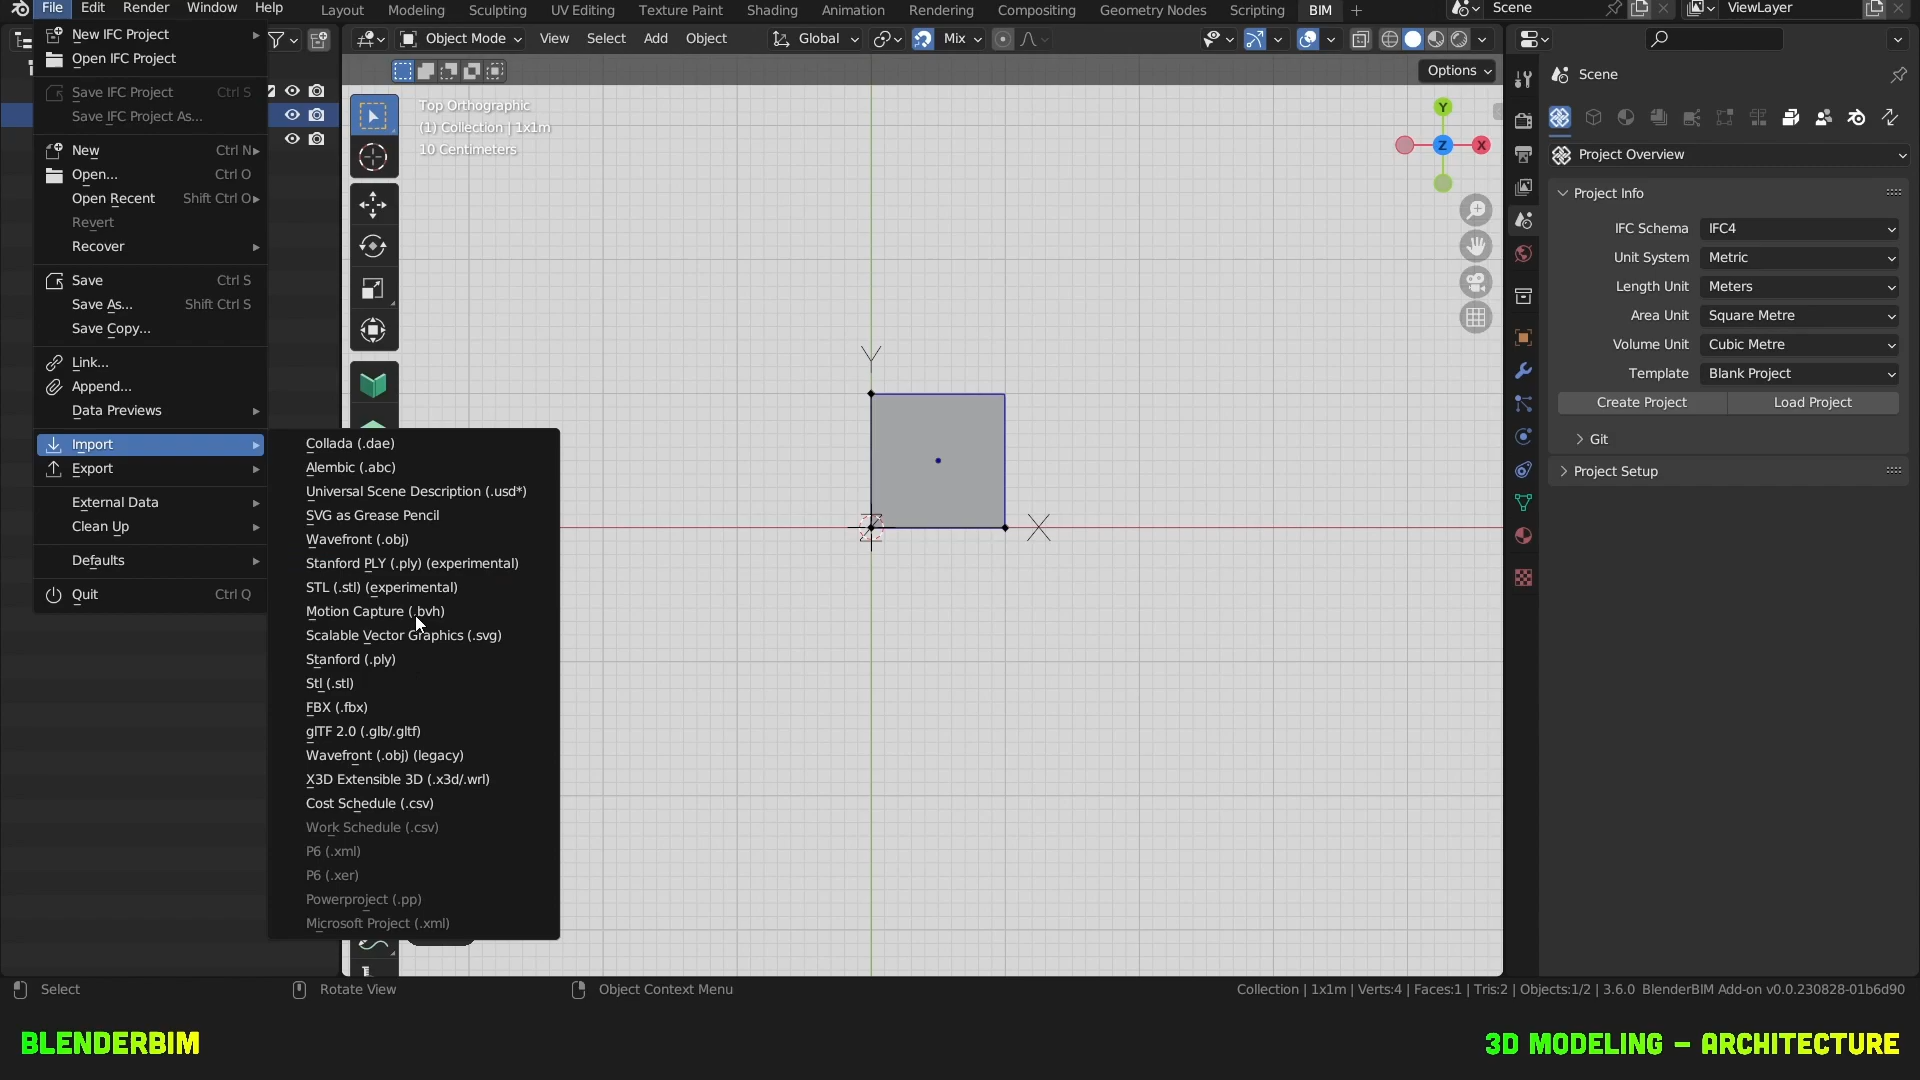 File Edit Render Window Help
Layout Modeling Sculpting UV Editing Texture Paint Shading Animation Rendering Compositing Geometry Nodes Scripting BIM
Scene ViewLayer
New IFC Project
Open IFC Project
Save IFC Project Ctrl S
Save IFC Project As...
New Ctrl N
Open... Ctrl O
Open Recent Shift Ctrl O
Revert
Recover
Save Ctrl S
Save As... Shift Ctrl S
Save Copy...
Link...
Append...
Data Previews
Import
Export
External Data
Clean Up
Defaults
Quit Ctrl Q
Collada (.dae)
Alembic (.abc)
Universal Scene Description (.usd*)
SVG as Grease Pencil
Wavefront (.obj)
Stanford PLY (.ply) (experimental)
STL (.stl) (experimental)
Motion Capture (.bvh)
Scalable Vector Graphics (.svg)
Stanford (.ply)
Stl (.stl)
FBX (.fbx)
glTF 2.0 (.glb/.gltf)
Wavefront (.obj) (legacy)
X3D Extensible 3D (.x3d/.wrl)
Cost Schedule (.csv)
Work Schedule (.csv)
P6 (.xml)
P6 (.xer)
Powerproject (.pp)
Microsoft Project (.xml)
Object Mode View Select Add Object Global Mix
Options
Top Orthographic
(1) Collection | 1x1m
10 Centimeters
Y
Z X
Y
X
Scene
Project Overview
Project Info
IFC Schema IFC4
Unit System Metric
Length Unit Meters
Area Unit Square Metre
Volume Unit Cubic Metre
Template Blank Project
Create Project Load Project
Git
Project Setup
Select Rotate View Object Context Menu
Collection | 1x1m | Verts:4 | Faces:1 | Tris:2 | Objects:1/2 | 3.6.0 BlenderBIM Add-on v0.0.230828-01b6d90
BLENDERBIM
3D MODELING - ARCHITECTURE